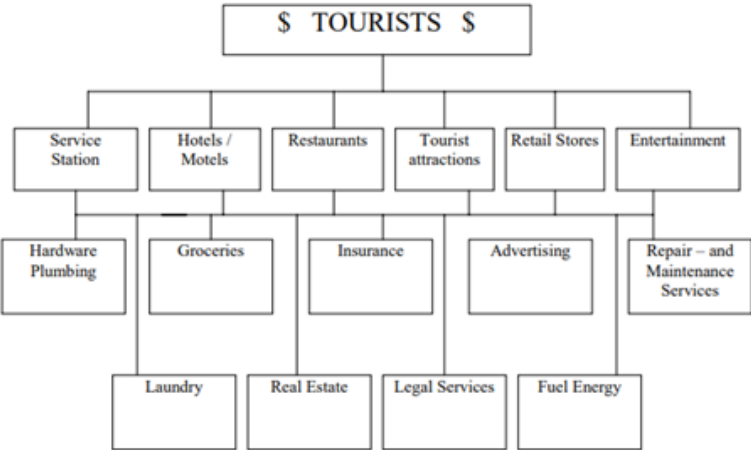 $ TOURISTS $
Service
Station
Hotels /
Motels
Restaurants
Tourist
attractions
Retail Stores
Entertainment
Hardware
Plumbing
Groceries
Insurance
Advertising
Repair – and
Maintenance
Services
Laundry
Real Estate
Legal Services
Fuel Energy